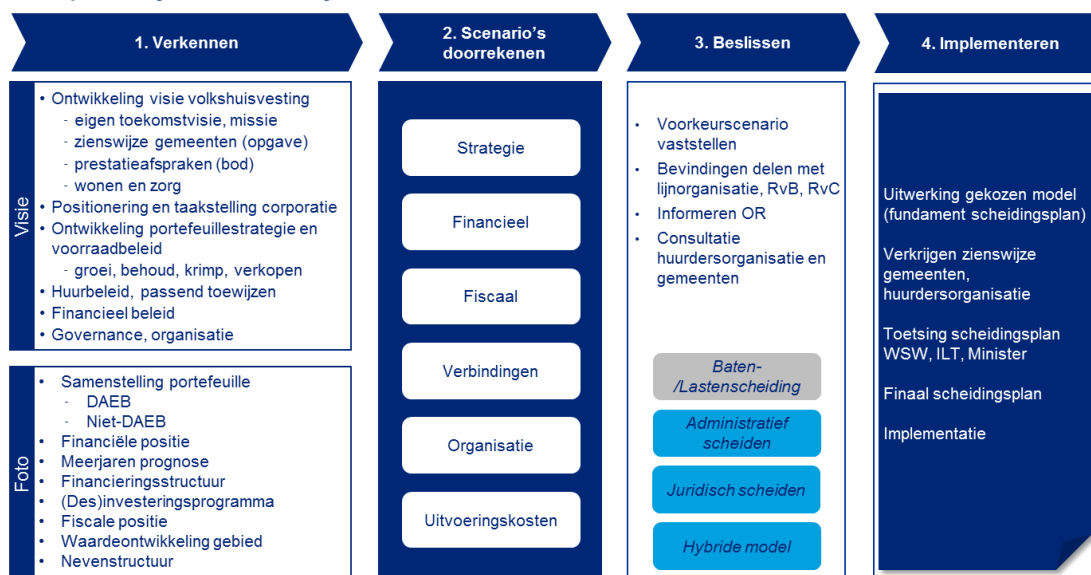 1. Verkennen
2. Scenario's
doorrekenen
3. Beslissen
4. Implementeren
Visie
• Ontwikkeling visie volkshuisvesting
- eigen toekomstvisie, missie
- zienswijze gemeenten (opgave)
- prestatieafspraken (bod)
- wonen en zorg
• Positionering en taakstelling corporatie
• Ontwikkeling portefeuillestrategie en
voorraadbeleid
- groei, behoud, krimp, verkopen
• Huurbeleid, passend toewijzen
• Financieel beleid
• Governance, organisatie
Foto
• Samenstelling portefeuille
- DAEB
- Niet-DAEB
• Financiële positie
• Meerjaren prognose
• Financieringsstructuur
• (Des)investeringsprogramma
• Fiscale positie
• Waardeontwikkeling gebied
• Nevenstructuur
Strategie
Financieel
Fiscaal
Verbindingen
Organisatie
Uitvoeringskosten
• Voorkeurscenario
vaststellen
• Bevindingen delen met
lijnorganisatie, RvB, RvC
• Informeren OR
• Consultatie
huurdersorganisatie en
gemeenten
Baten-
/Lastenscheiding
Administratief
scheiden
Juridisch scheiden
Hybride model
Uitwerking gekozen model
(fundament scheidingsplan)
Verkrijgen zienswijze
gemeenten,
huurdersorganisatie
Toetsing scheidingsplan
WSW, ILT, Minister
Finaal scheidingsplan
Implementatie